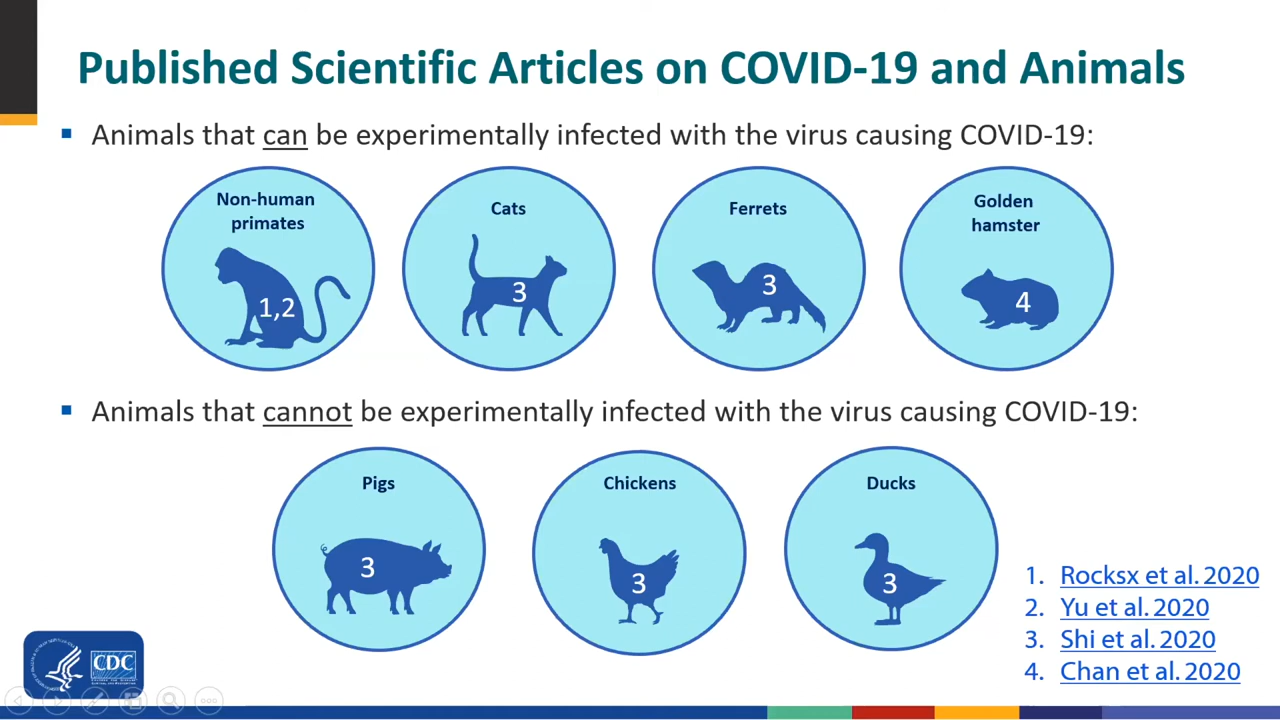 Published Scientific Articles on COVID-19 and Animals
Animals that can be experimentally infected with the virus causing COVID-19:
Non-human
primates
1,2
Cats
3
Ferrets
3
Golden
hamster
4
Animals that cannot be experimentally infected with the virus causing COVID-19:
Pigs
3
Chickens
3
Ducks
3
1. Rocksx et al. 2020
2. Yu et al. 2020
3. Shi et al. 2020
4. Chan et al. 2020
CDC